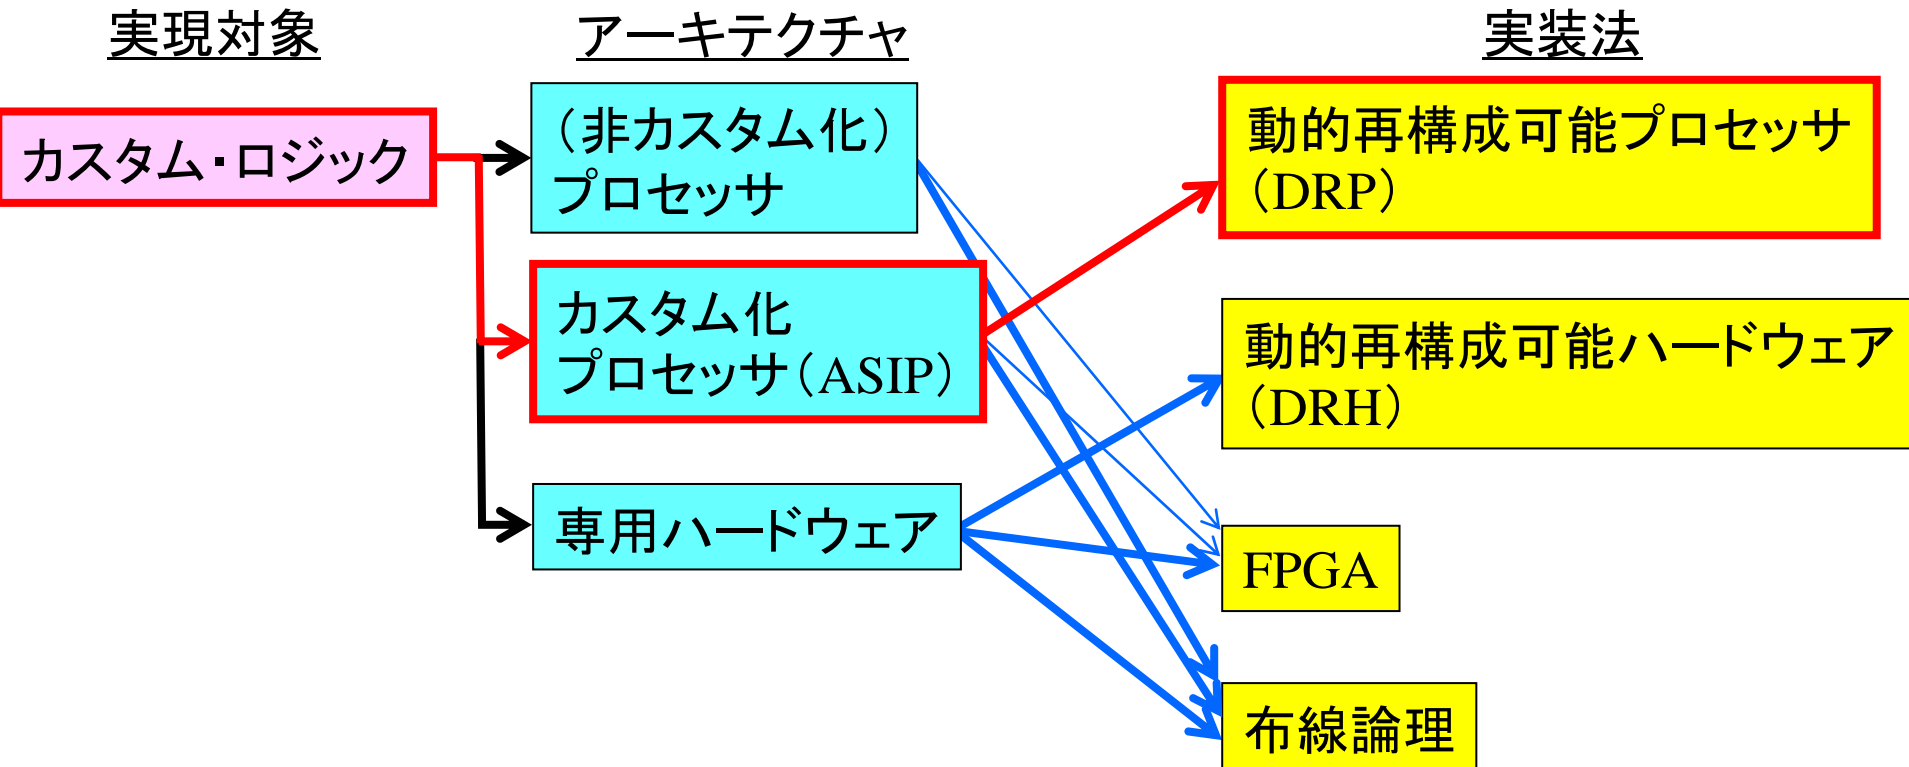 実現対象
アーキテクチャ
実装法
カスタム・ロジック
（非カスタム化）
プロセッサ
カスタム化
プロセッサ（ASIP）
専用ハードウェア
動的再構成可能プロセッサ
（DRP）
動的再構成可能ハードウェア
（DRH）
FPGA
布線論理